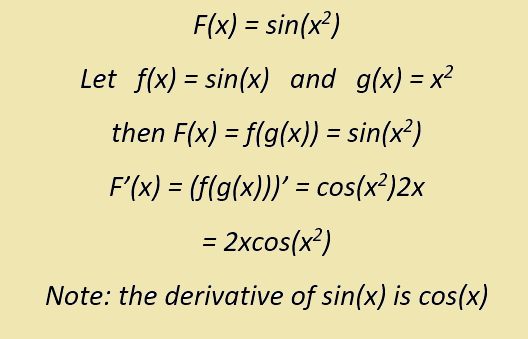 F(x) = sin(x²)
Let f(x) = sin(x) and g(x) = x²
then F(x) = f(g(x)) = sin(x²)
F’(x) = (f(g(x)))’ = cos(x²)2x
= 2xcos(x²)
Note: the derivative of sin(x) is cos(x)